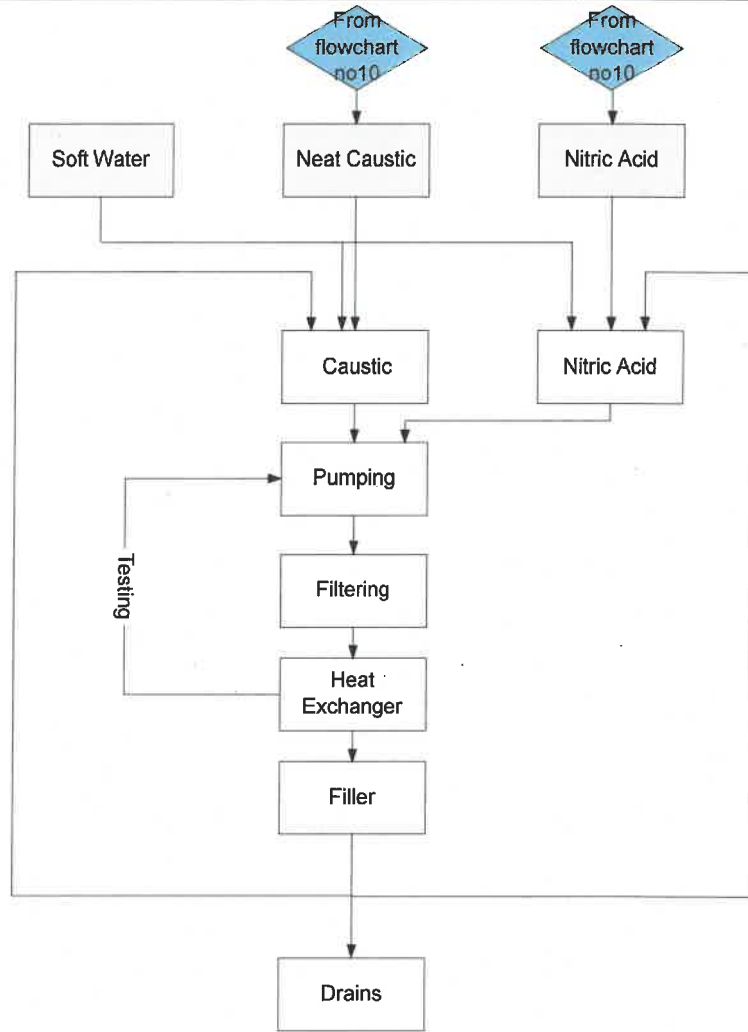 From
flowchart
no10
From
flowchart
no10
Soft Water
Neat Caustic
Nitric Acid
Caustic
Nitric Acid
Pumping
Testing
Filtering
Heat
Exchanger
Filler
Drains